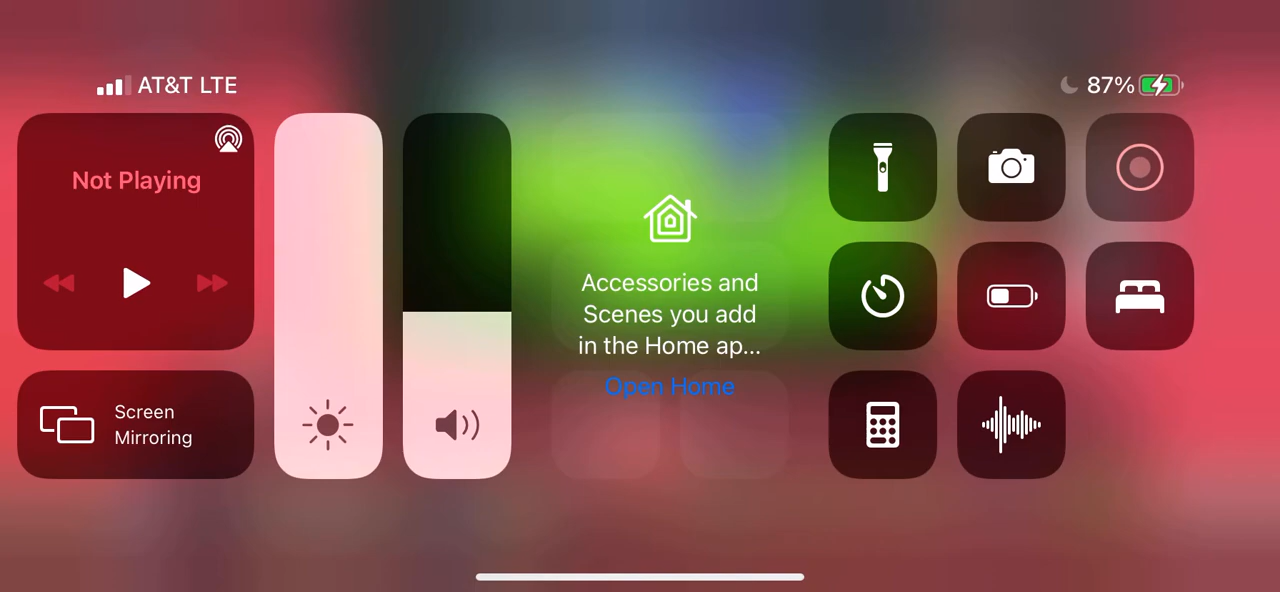 AT&T LTE
87%
Not Playing
Screen
Mirroring
Accessories and
Scenes you add
in the Home ap...
Open Home